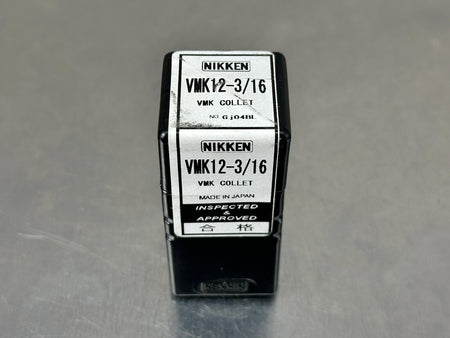 NIKKEN
VMK12-3/16
VMK COLLET
NO. Gj04BL
NIKKEN
VMK12-3/16
VMK COLLET
MADE IN JAPAN
INSPECTED
&
APPROVED
合格